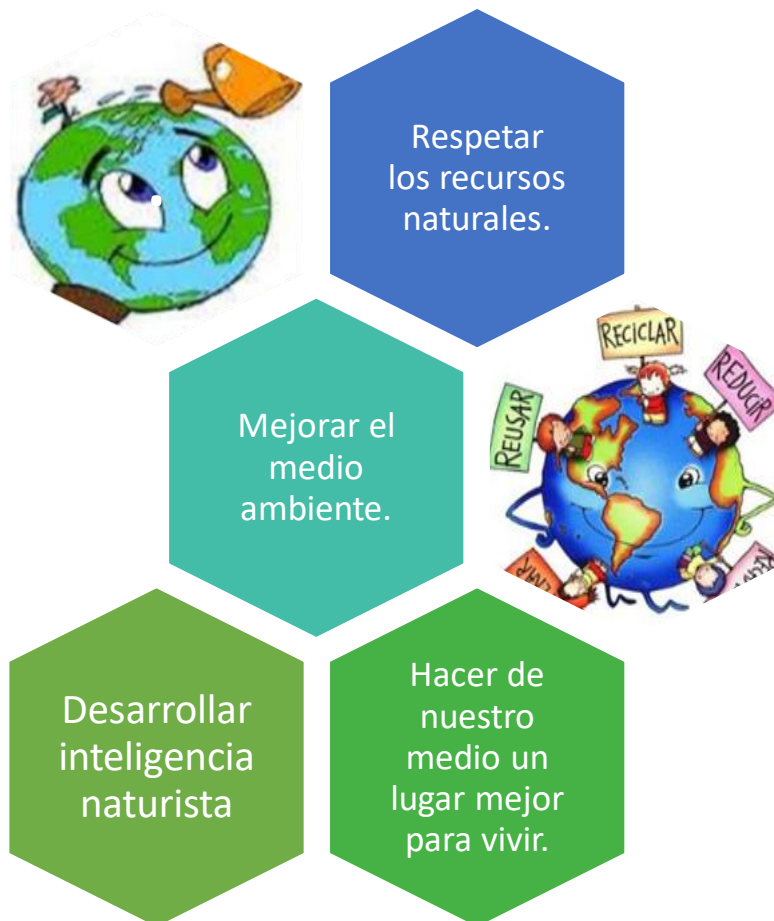 Respetar
los recursos
naturales.
RECICLAR
REDUCIR
REUSAR
Mejorar el
medio
ambiente.
Desarrollar
inteligencia
naturista
Hacer de
nuestro
medio un
lugar mejor
para vivir.